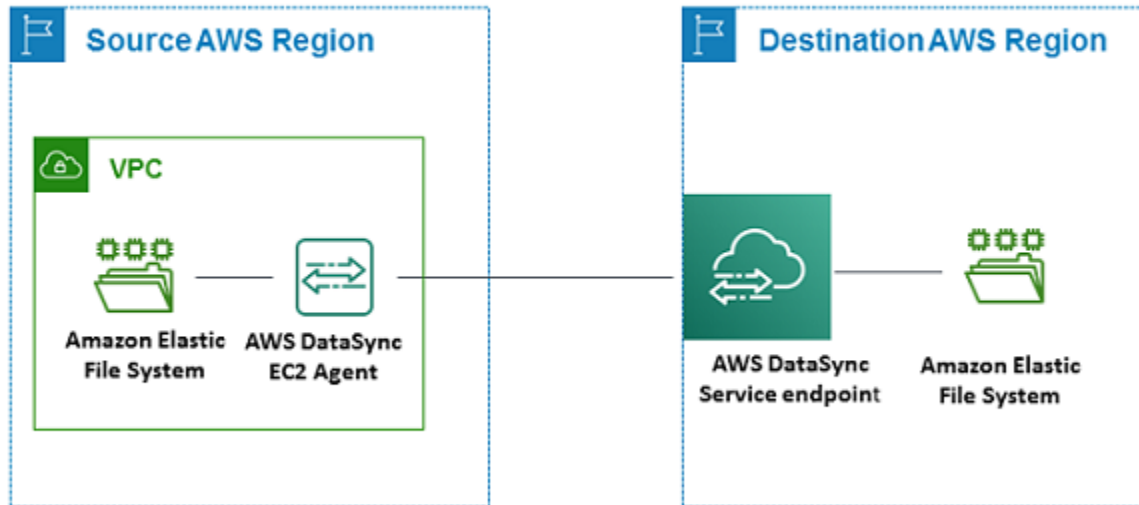 Source AWS Region
Destination AWS Region
VPC
Amazon Elastic
File System
AWS DataSync
EC2 Agent
AWS DataSync
Service endpoint
Amazon Elastic
File System